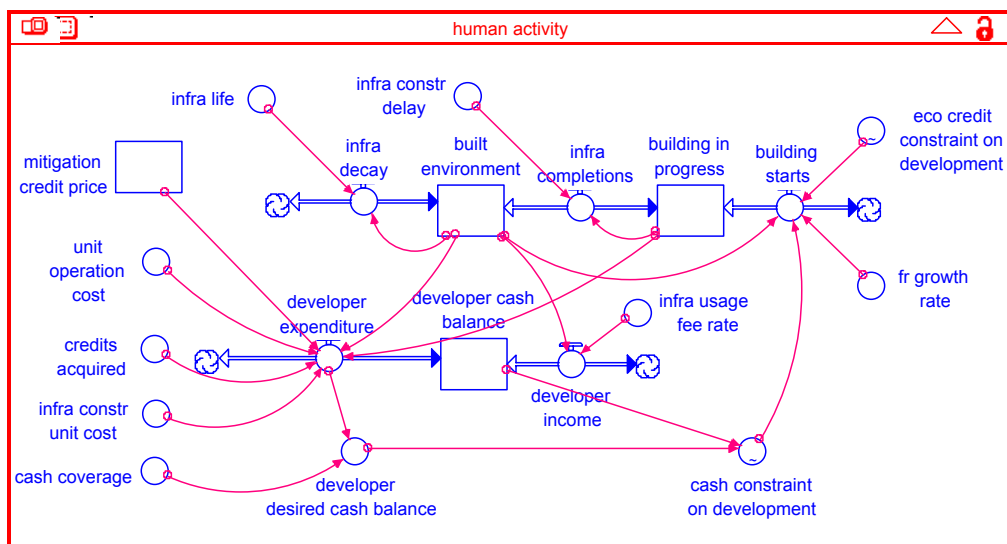 human activity
infra life
infra constr
delay
eco credit
constraint on
development
mitigation
credit price
infra
decay
built
environment
infra
completions
building in
progress
building
starts
unit
operation
cost
developer
expenditure
developer cash
balance
infra usage
fee rate
fr growth
rate
credits
acquired
developer
income
infra constr
unit cost
cash coverage
developer
desired cash balance
cash constraint
on development
~
~